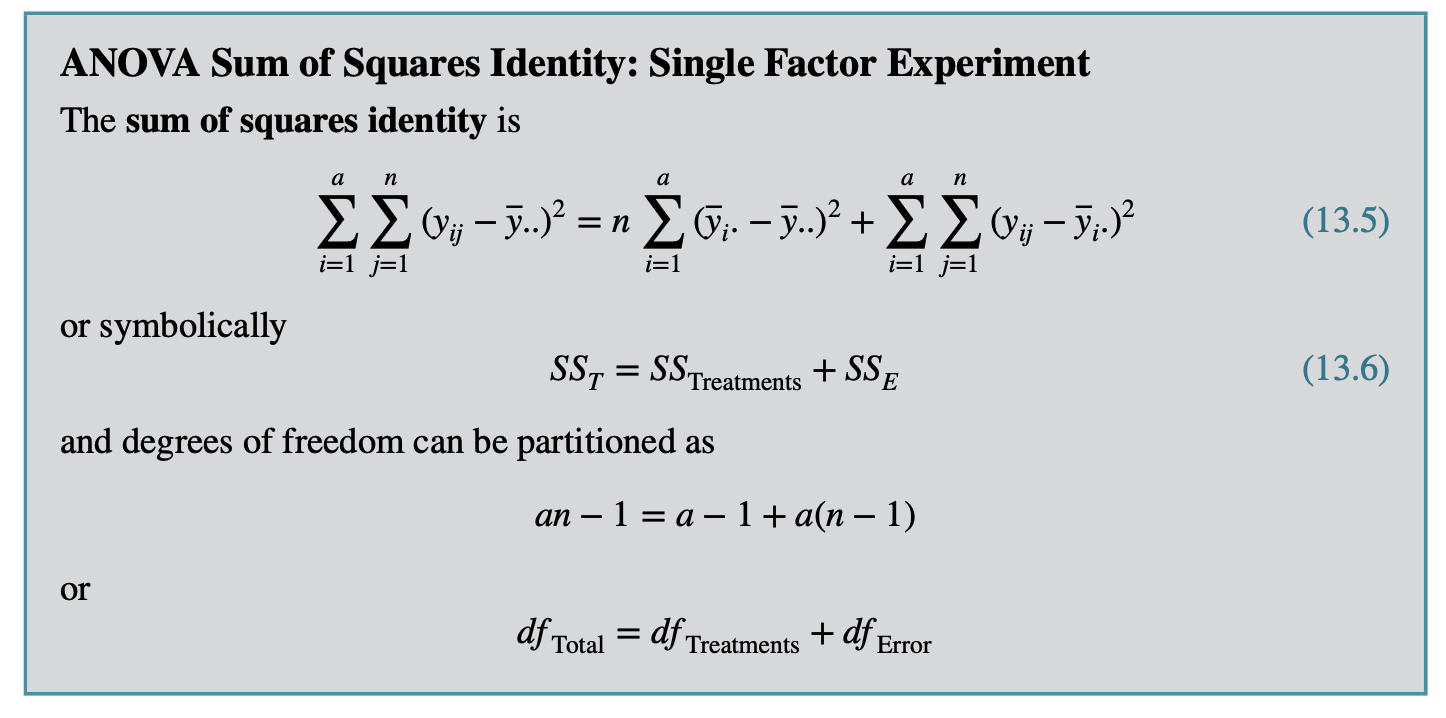 ANOVA Sum of Squares Identity: Single Factor Experiment
The sum of squares identity is
$\sum_{i=1}^{a} \sum_{j=1}^{n} (y_{ij} - \bar{y}_{..})^2 = n \sum_{i=1}^{a} (\bar{y}_{i.} - \bar{y}_{..})^2 + \sum_{i=1}^{a} \sum_{j=1}^{n} (y_{ij} - \bar{y}_{i.})^2$ (13.5)
or symbolically
$SS_T = SS_{\text{Treatments}} + SS_E$ (13.6)
and degrees of freedom can be partitioned as
$an - 1 = a - 1 + a(n - 1)$
or
$df_{\text{Total}} = df_{\text{Treatments}} + df_{\text{Error}}$